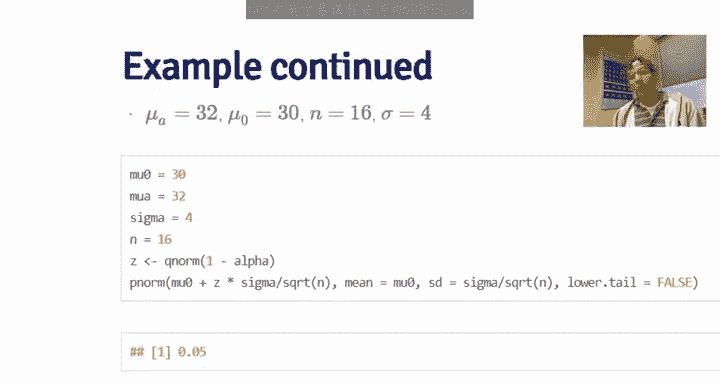 Example continued
· μₐ = 32, μ₀ = 30, n = 16, σ = 4
mu0 = 30
mua = 32
sigma = 4
n = 16
z <- qnorm(1 - alpha)
pnorm(mu0 + z * sigma/sqrt(n), mean = mu0, sd = sigma/sqrt(n), lower.tail = FALSE)
## [1] 0.05